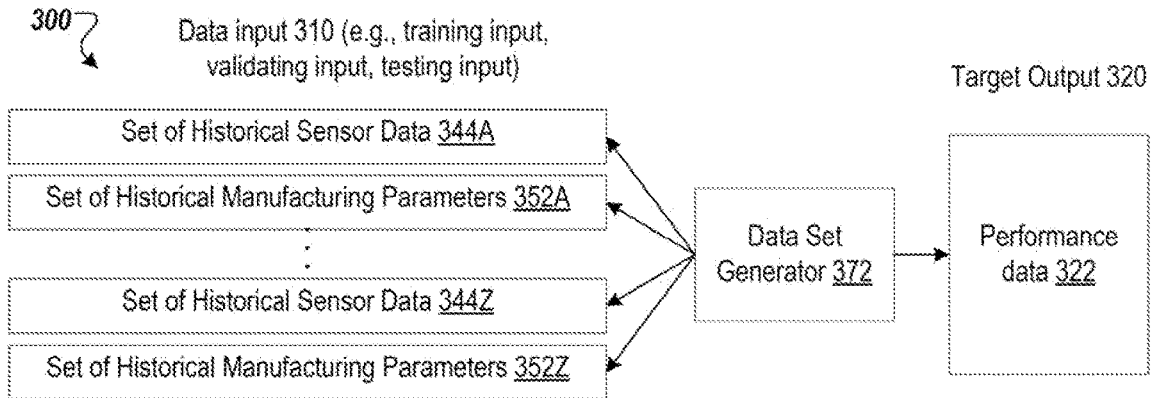 300
Data input 310 (e.g., training input,
validating input, testing input)
Target Output 320
Set of Historical Sensor Data 344A
Set of Historical Manufacturing Parameters 352A
Set of Historical Sensor Data 344Z
Set of Historical Manufacturing Parameters 352Z
Data Set
Generator 372
Performance
data 322